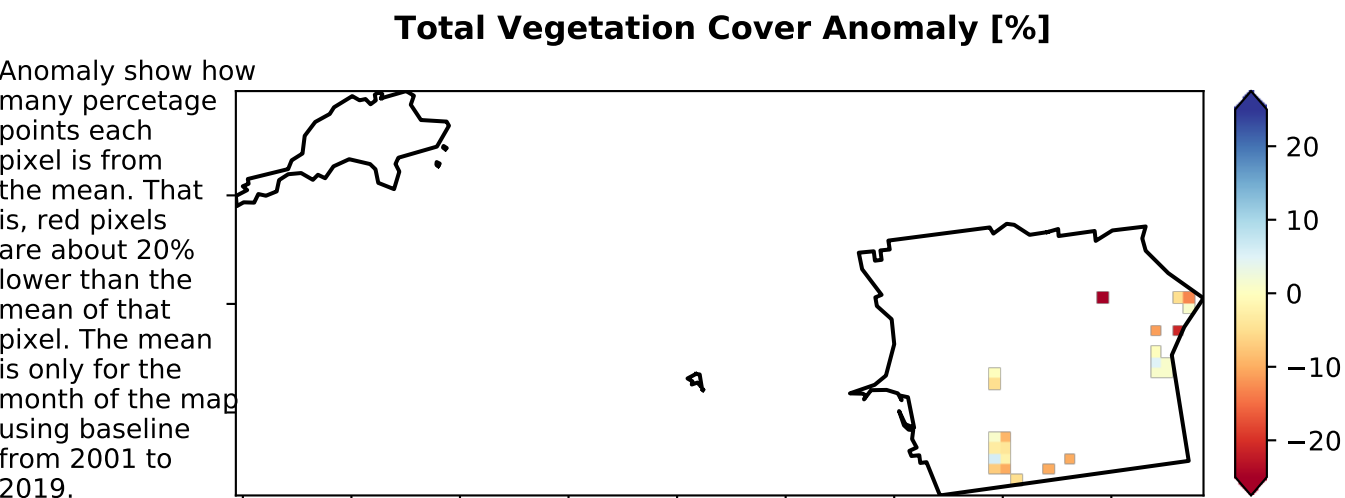 Total Vegetation Cover Anomaly [%]
Anomaly show how
many percetage
points each
pixel is from
the mean. That
is, red pixels
are about 20%
lower than the
mean of that
pixel. The mean
is only for the
month of the map
using baseline
from 2001 to
2019.
20
10
0
−10
−20